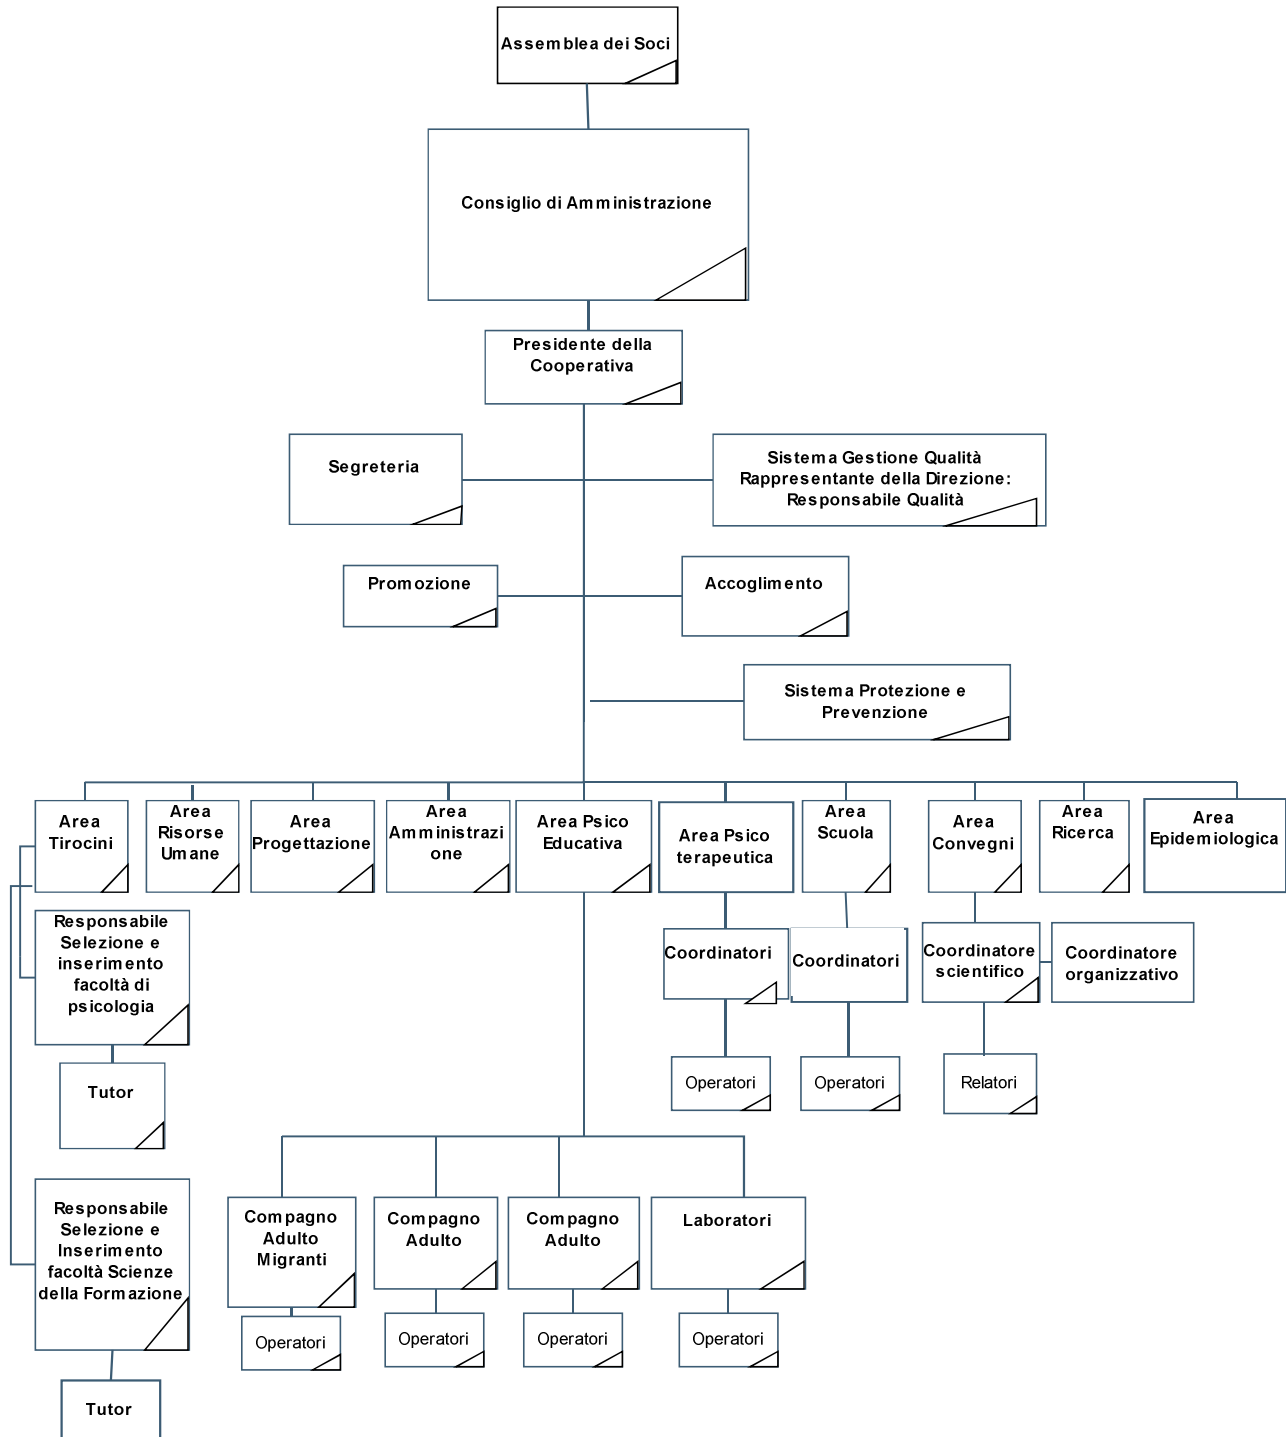 Assemblea dei Soci
Consiglio di Amministrazione
Presidente della
Cooperativa
Segreteria
Sistema Gestione Qualità
Rappresentante della Direzione:
Responsabile Qualità
Promozione
Accoglimento
Sistema Protezione e
Prevenzione
Area
Tirocini
Area
Risorse
Umane
Area
Progettazione
Area
Amministrazi
one
Area Psico
Educativa
Area Psico
terapeutica
Area
Scuola
Area
Convegni
Area
Ricerca
Area
Epidemiologica
Responsabile
Selezione e
inserimento
facoltà di
psicologia
Coordinatori
Coordinatori
Coordinatore
scientifico
Coordinatore
organizzativo
Tutor
Operatori
Operatori
Relatori
Responsabile
Selezione e
Inserimento
facoltà Scienze
della Formazione
Compagno
Adulto
Migranti
Compagno
Adulto
Compagno
Adulto
Laboratori
Operatori
Operatori
Operatori
Operatori
Tutor